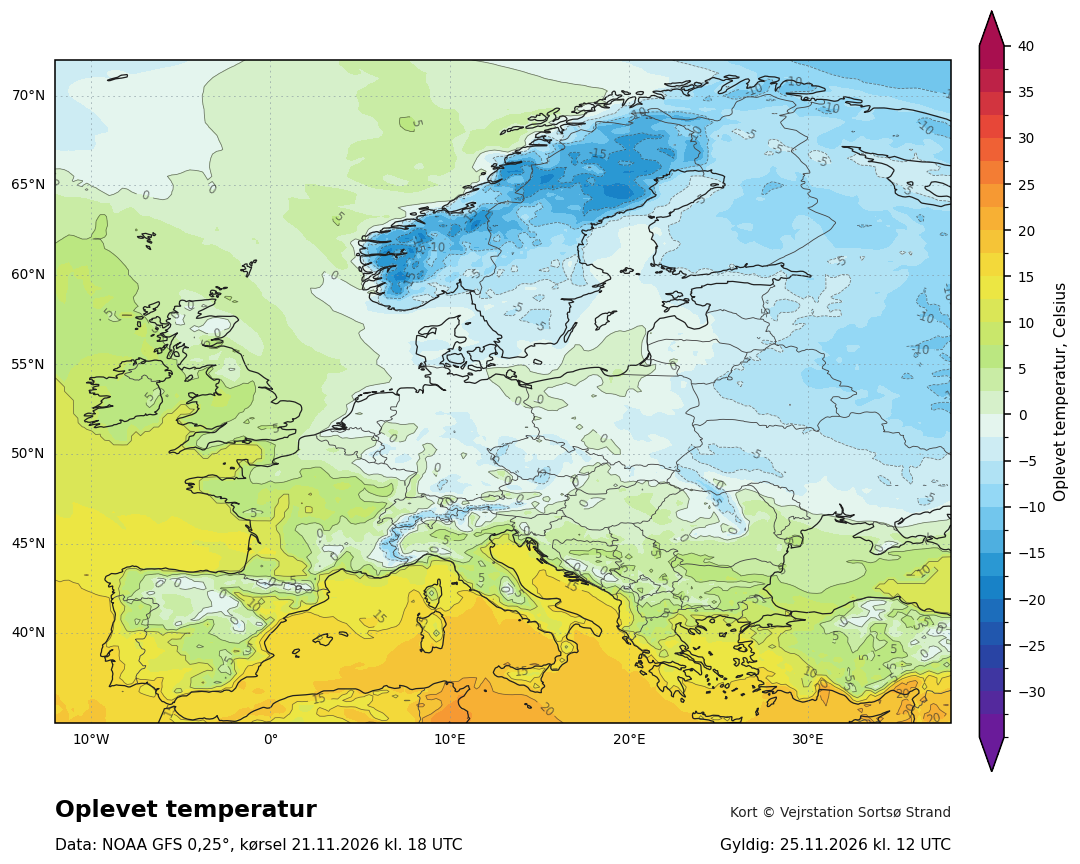 40
35
30
25
20
15
10
5
0
−5
−10
−15
−20
−25
−30
Oplevet temperatur, Celsius
70°N
65°N
60°N
55°N
50°N
45°N
40°N
10°W
0°
10°E
20°E
30°E
Oplevet temperatur
Kort © Vejrstation Sortsø Strand
Data: NOAA GFS 0,25°, kørsel 21.11.2026 kl. 18 UTC
Gyldig: 25.11.2026 kl. 12 UTC